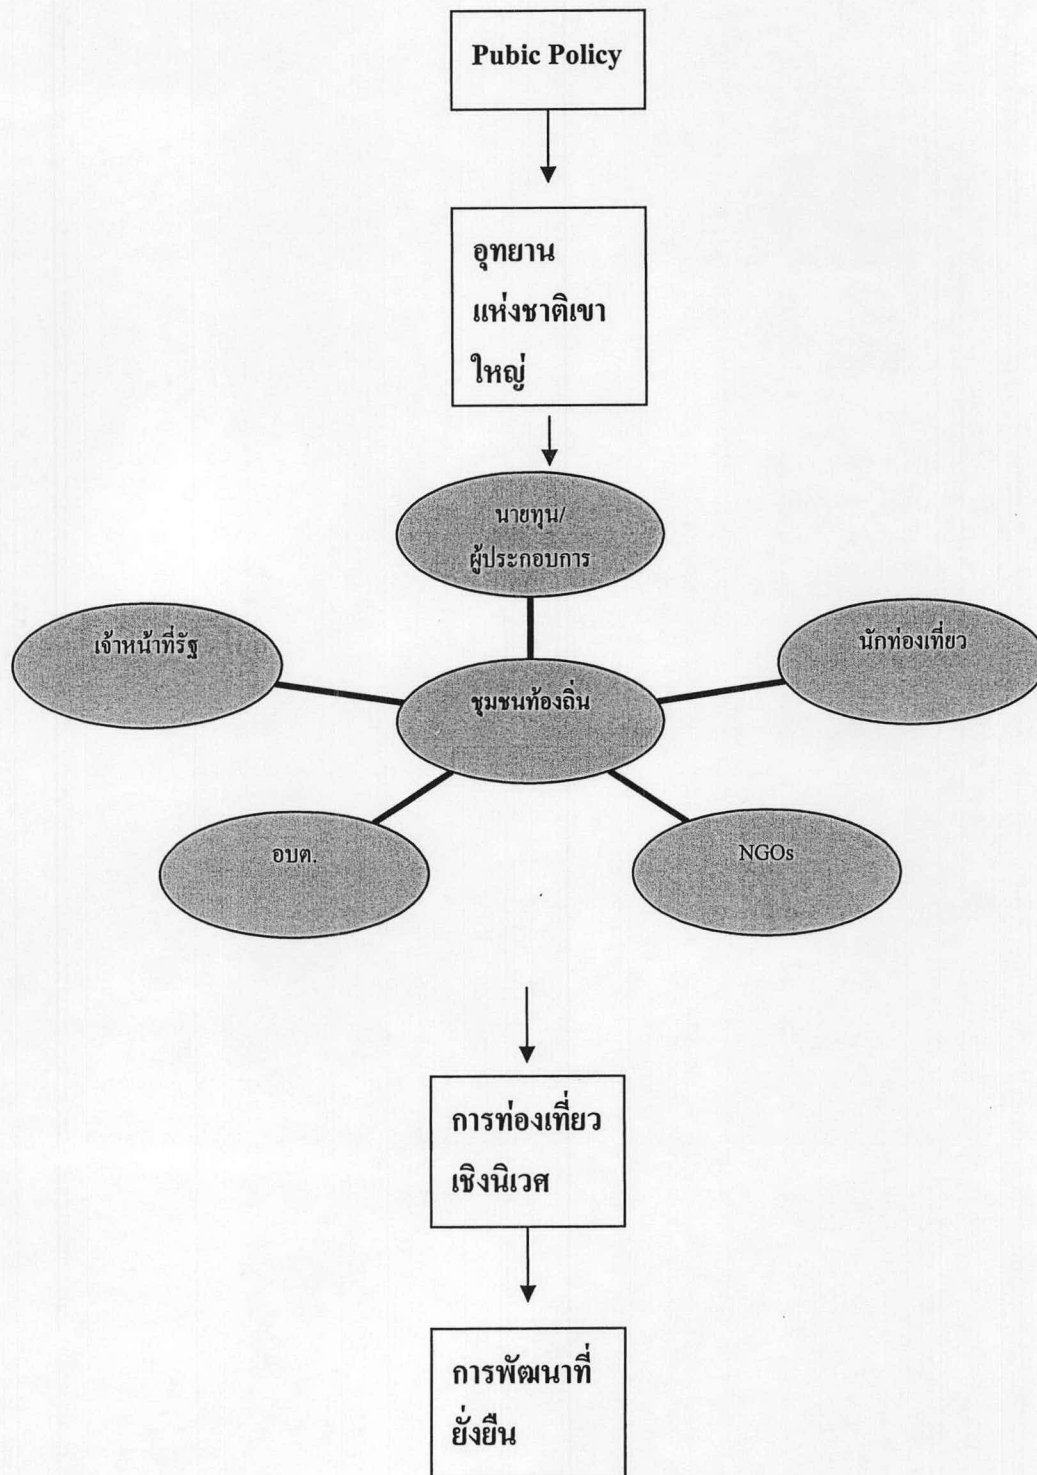 Pubic Policy
อุทยาน
แห่งชาติเขา
ใหญ่
นายทุน/
ผู้ประกอบการ
เจ้าหน้าที่รัฐ
นักท่องเที่ยว
ชุมชนท้องถิ่น
อบต.
NGOs
การท่องเที่ยว
เชิงนิเวศ
การพัฒนาที่
ยั่งยืน